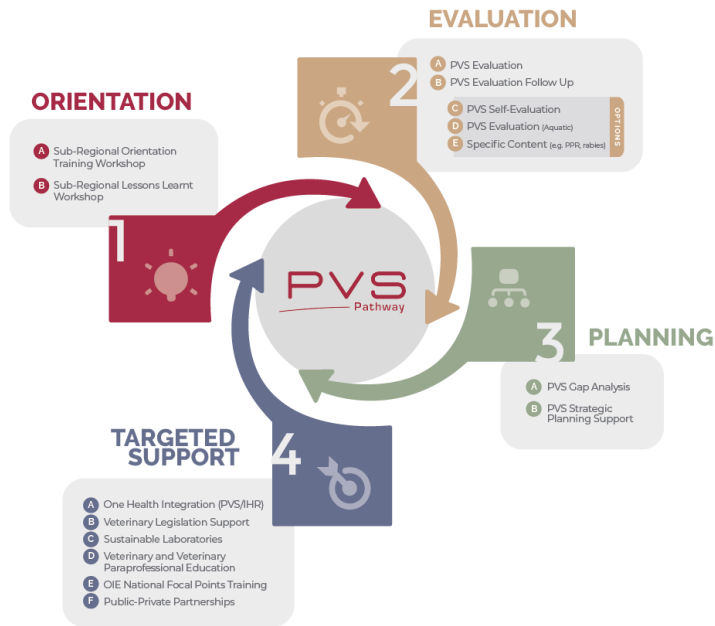 ORIENTATION
A Sub-Regional Orientation
Training Workshop
B Sub-Regional Lessons Learnt
Workshop
1
EVALUATION
2
A PVS Evaluation
B PVS Evaluation Follow Up
C PVS Self-Evaluation
D PVS Evaluation (Aquatic)
E Specific Content (e.g. PPR, rabies)
OPTIONS
PVS
Pathway
3
PLANNING
A PVS Gap Analysis
B PVS Strategic
Planning Support
TARGETED
SUPPORT
4
A One Health Integration (PVS/IHR)
B Veterinary Legislation Support
C Sustainable Laboratories
D Veterinary and Veterinary
Paraprofessional Education
E OIE National Focal Points Training
F Public-Private Partnerships